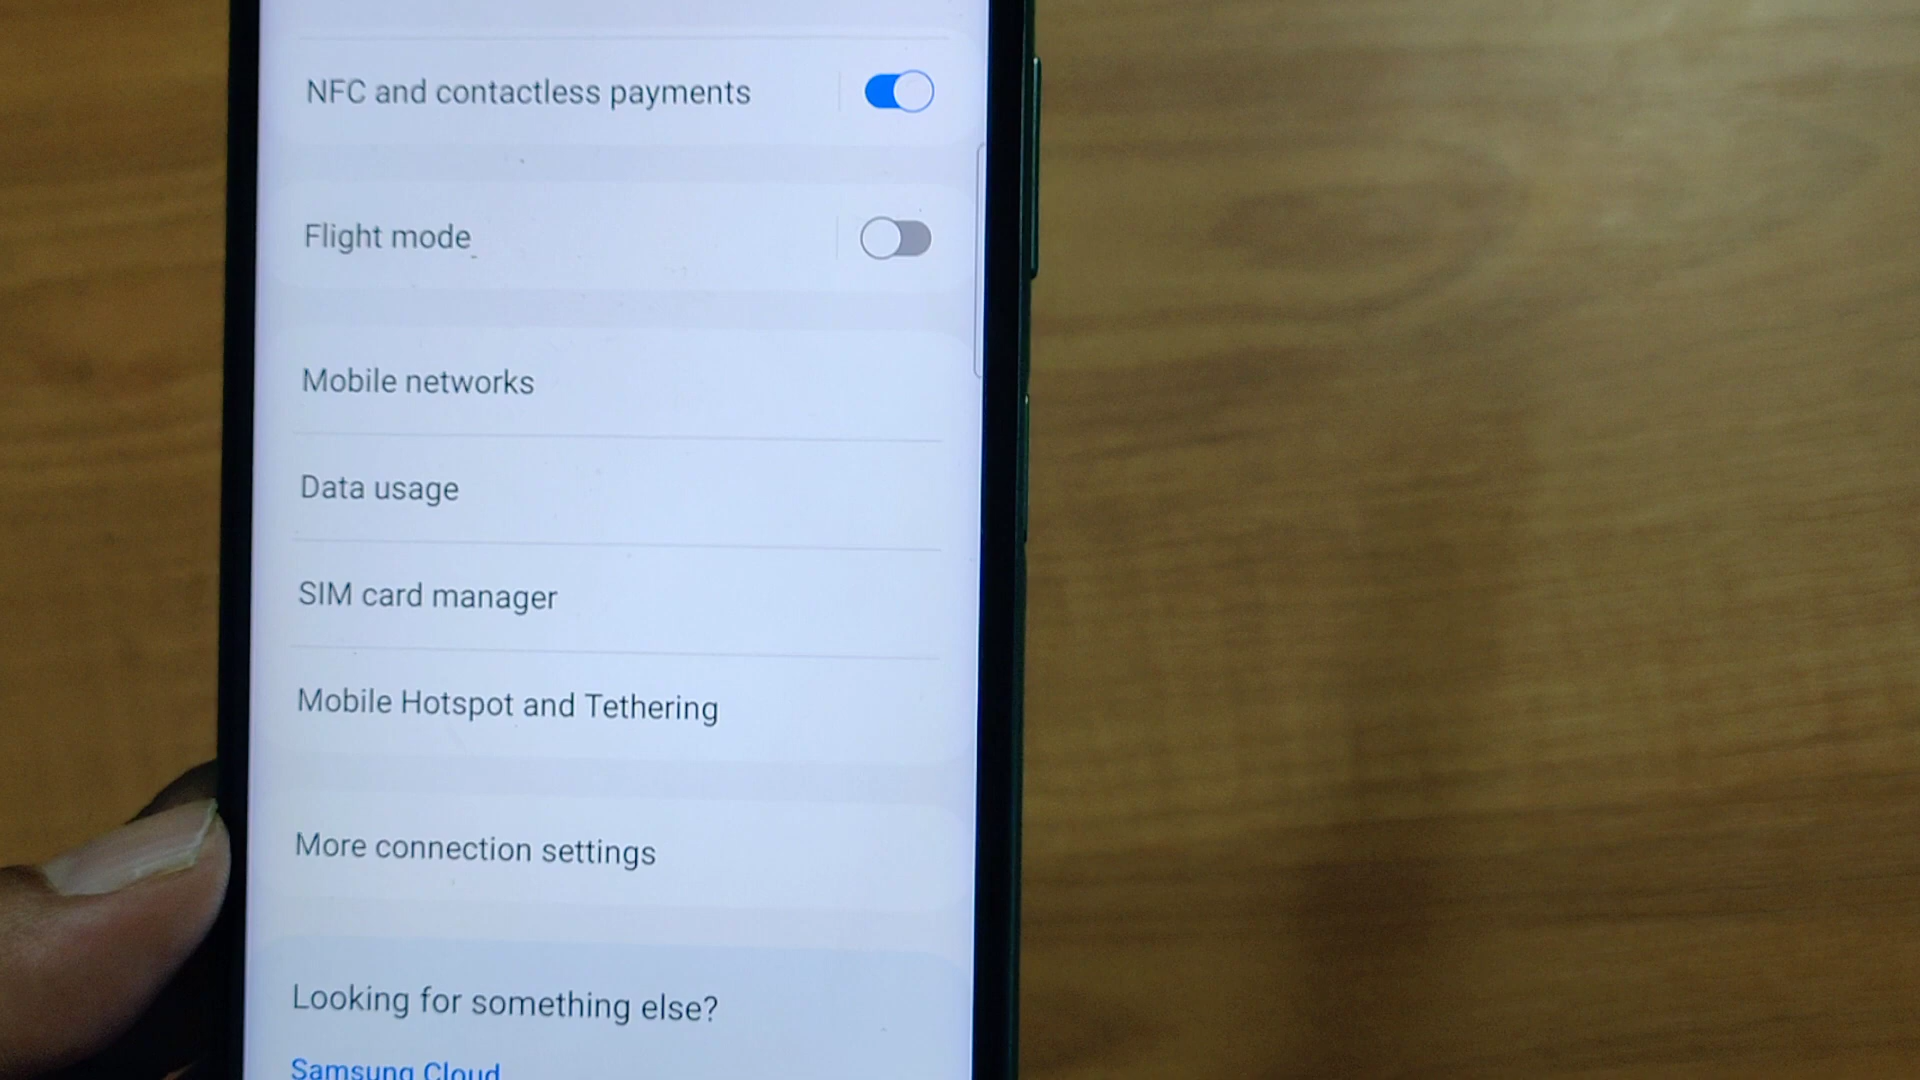 NFC and contactless payments
Flight mode
Mobile networks
Data usage
SIM card manager
Mobile Hotspot and Tethering
More connection settings
Looking for something else?
Samsung Cloud